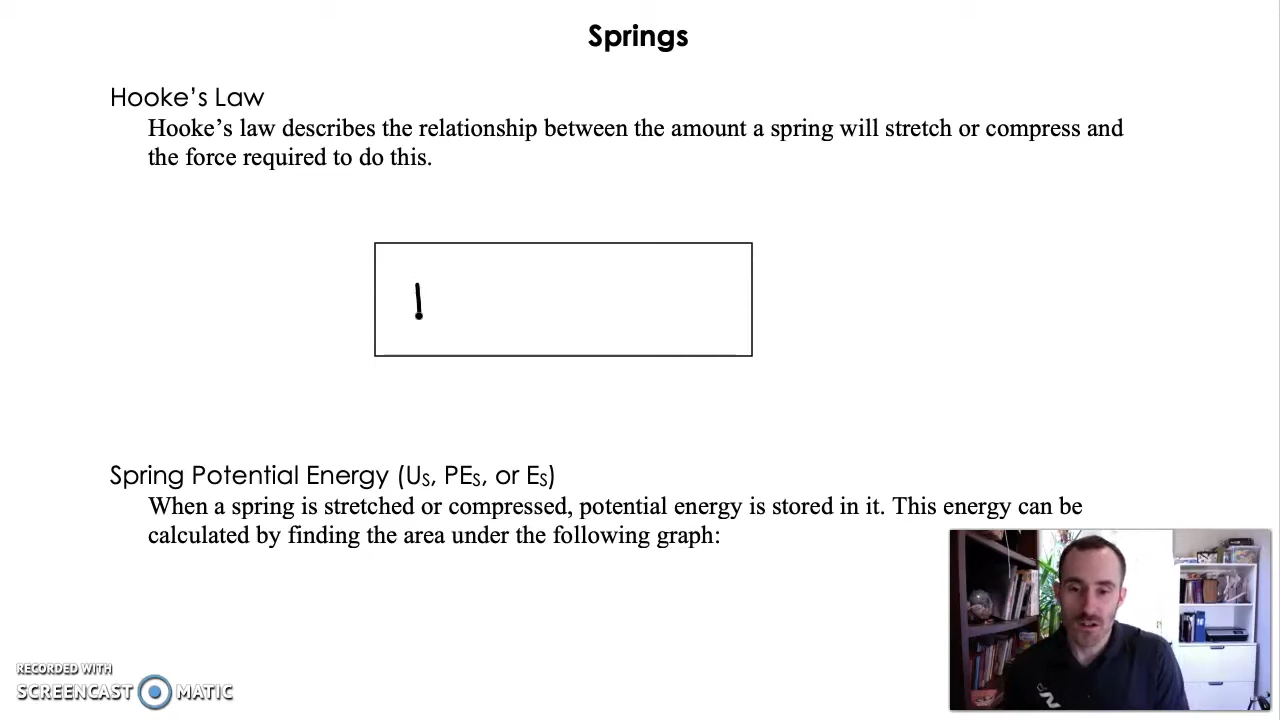 Springs
Hooke’s Law
Hooke’s law describes the relationship between the amount a spring will stretch or compress and
the force required to do this.
Spring Potential Energy (Us, PEs, or Es)
When a spring is stretched or compressed, potential energy is stored in it. This energy can be
calculated by finding the area under the following graph:
RECORDED WITH
SCREENCAST MATIC